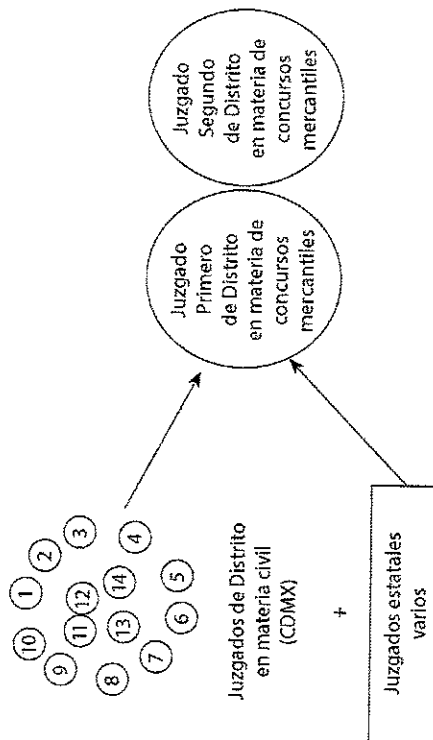 1
2
3
4
5
6
7
8
9
10
11
12
13
14
Juzgados de Distrito
en materia civil
(CDMX)
+
Juzgados estatales
varios
Juzgado
Primero
de Distrito
en materia de
concursos
mercantiles
Juzgado
Segundo
de Distrito
en materia de
concursos
mercantiles